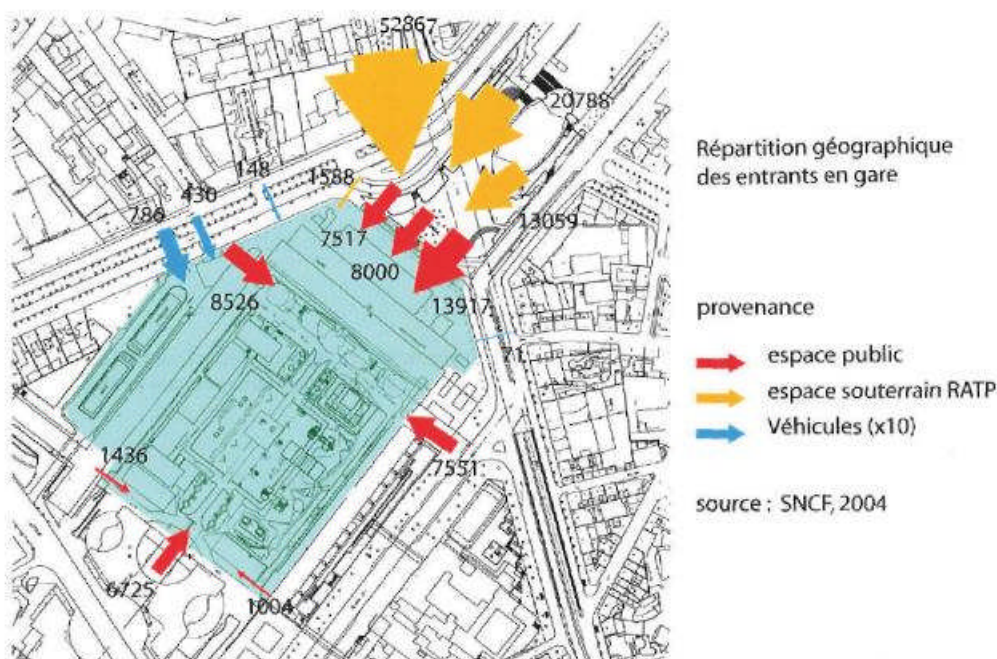 52867
20788
148
1588
430
786
13059
7517
8000
8526
13917
71
1436
7551
6725
1004
Répartition géographique
des entrants en gare
provenance
espace public
espace souterrain RATP
Véhicules (x10)
source : SNCF, 2004